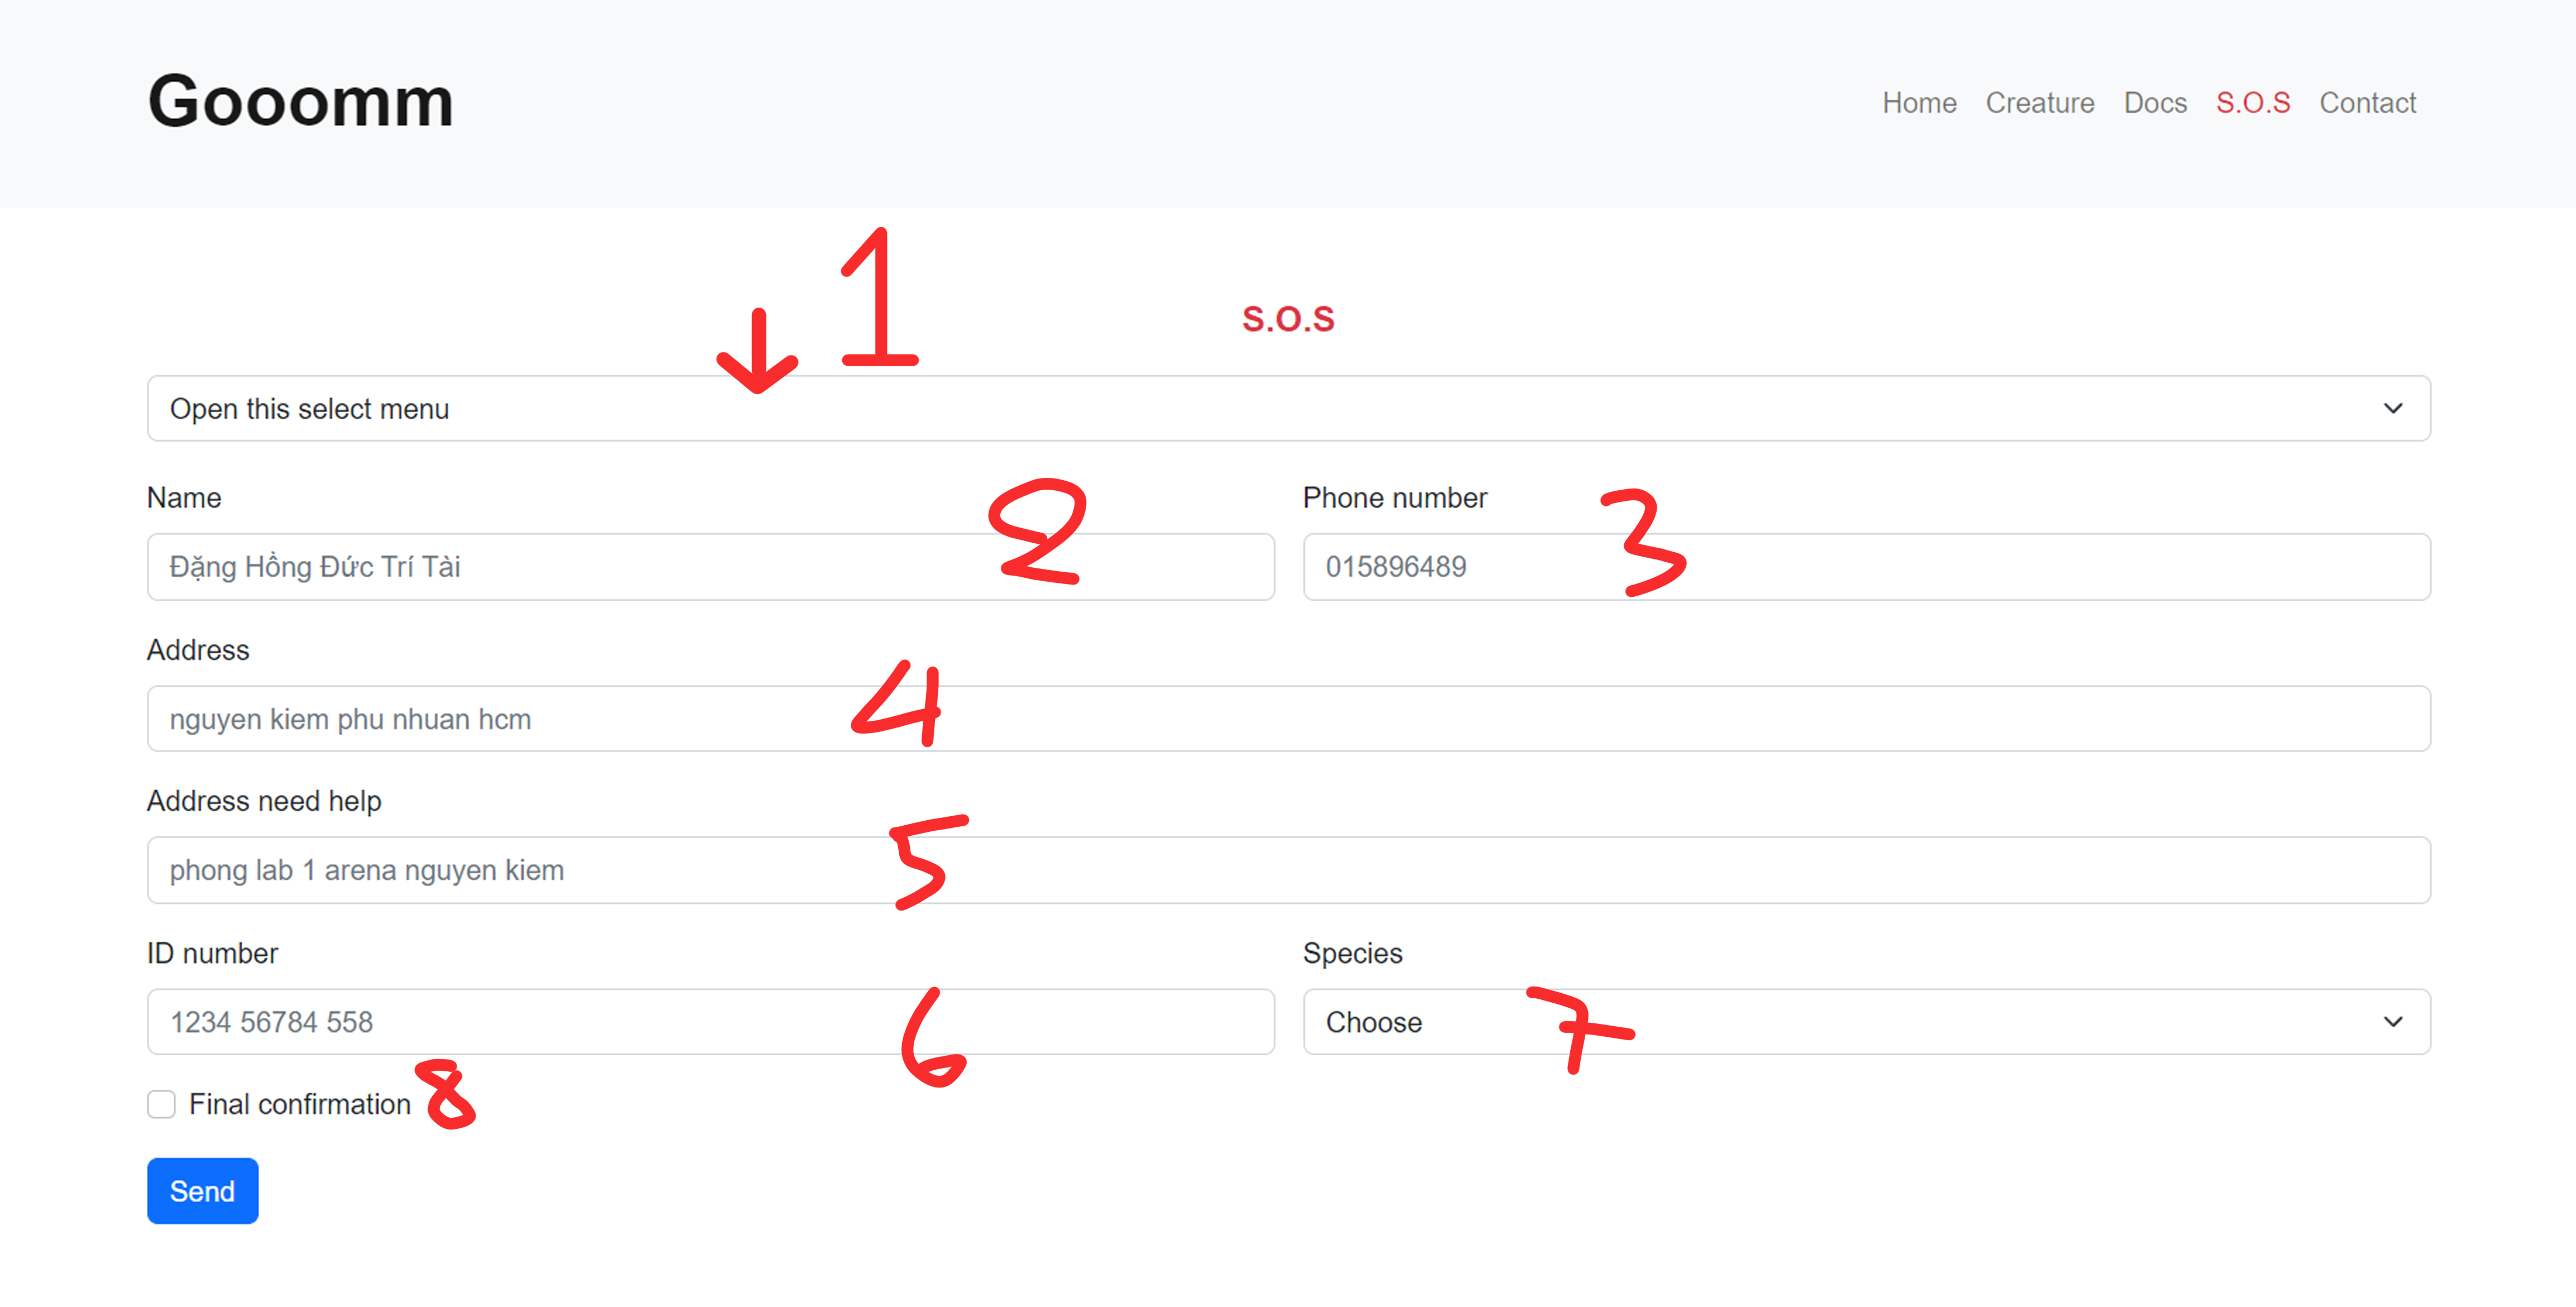 Gooomm
Home Creature Docs S.O.S Contact
1
S.O.S
Open this select menu
Name 2
Phone number 3
Đặng Hồng Đức Trí Tài
015896489
Address
4
nguyen kiem phu nhuan hcm
Address need help
5
phong lab 1 arena nguyen kiem
ID number
Species
1234 56784 558 6
Choose 7
Final confirmation 8
Send